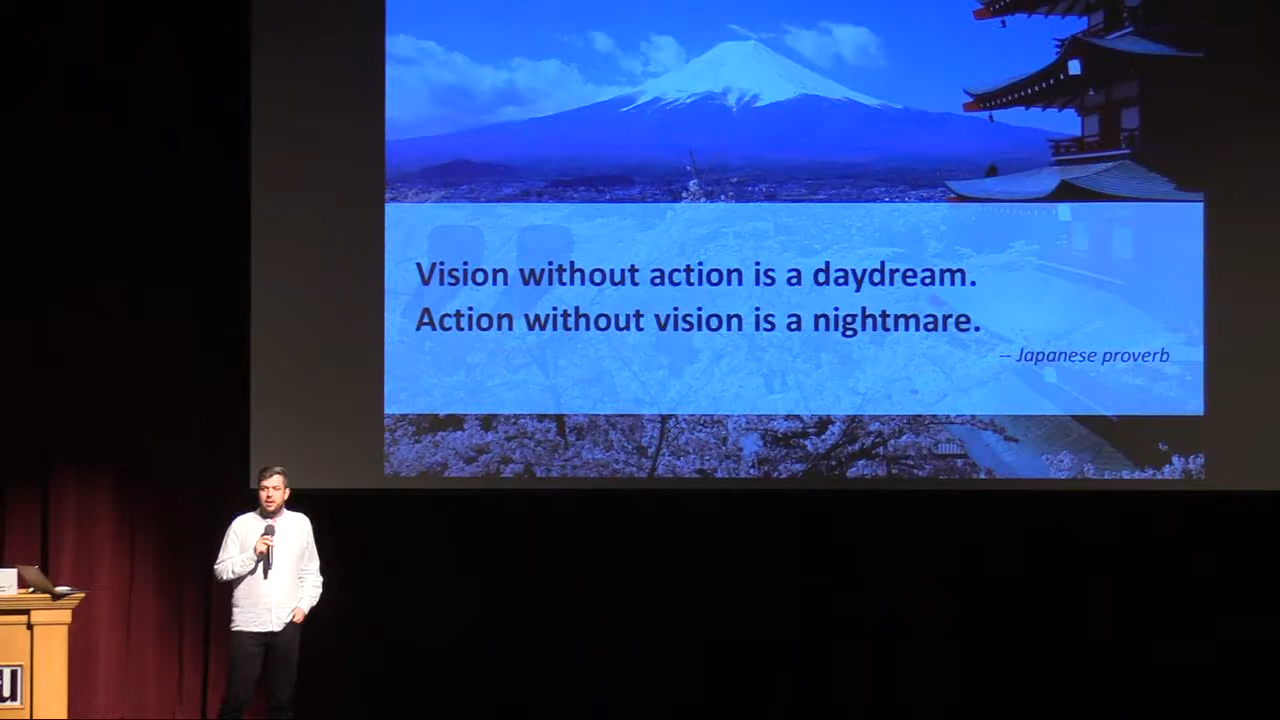 Vision without action is a daydream.
Action without vision is a nightmare.
– Japanese proverb
u